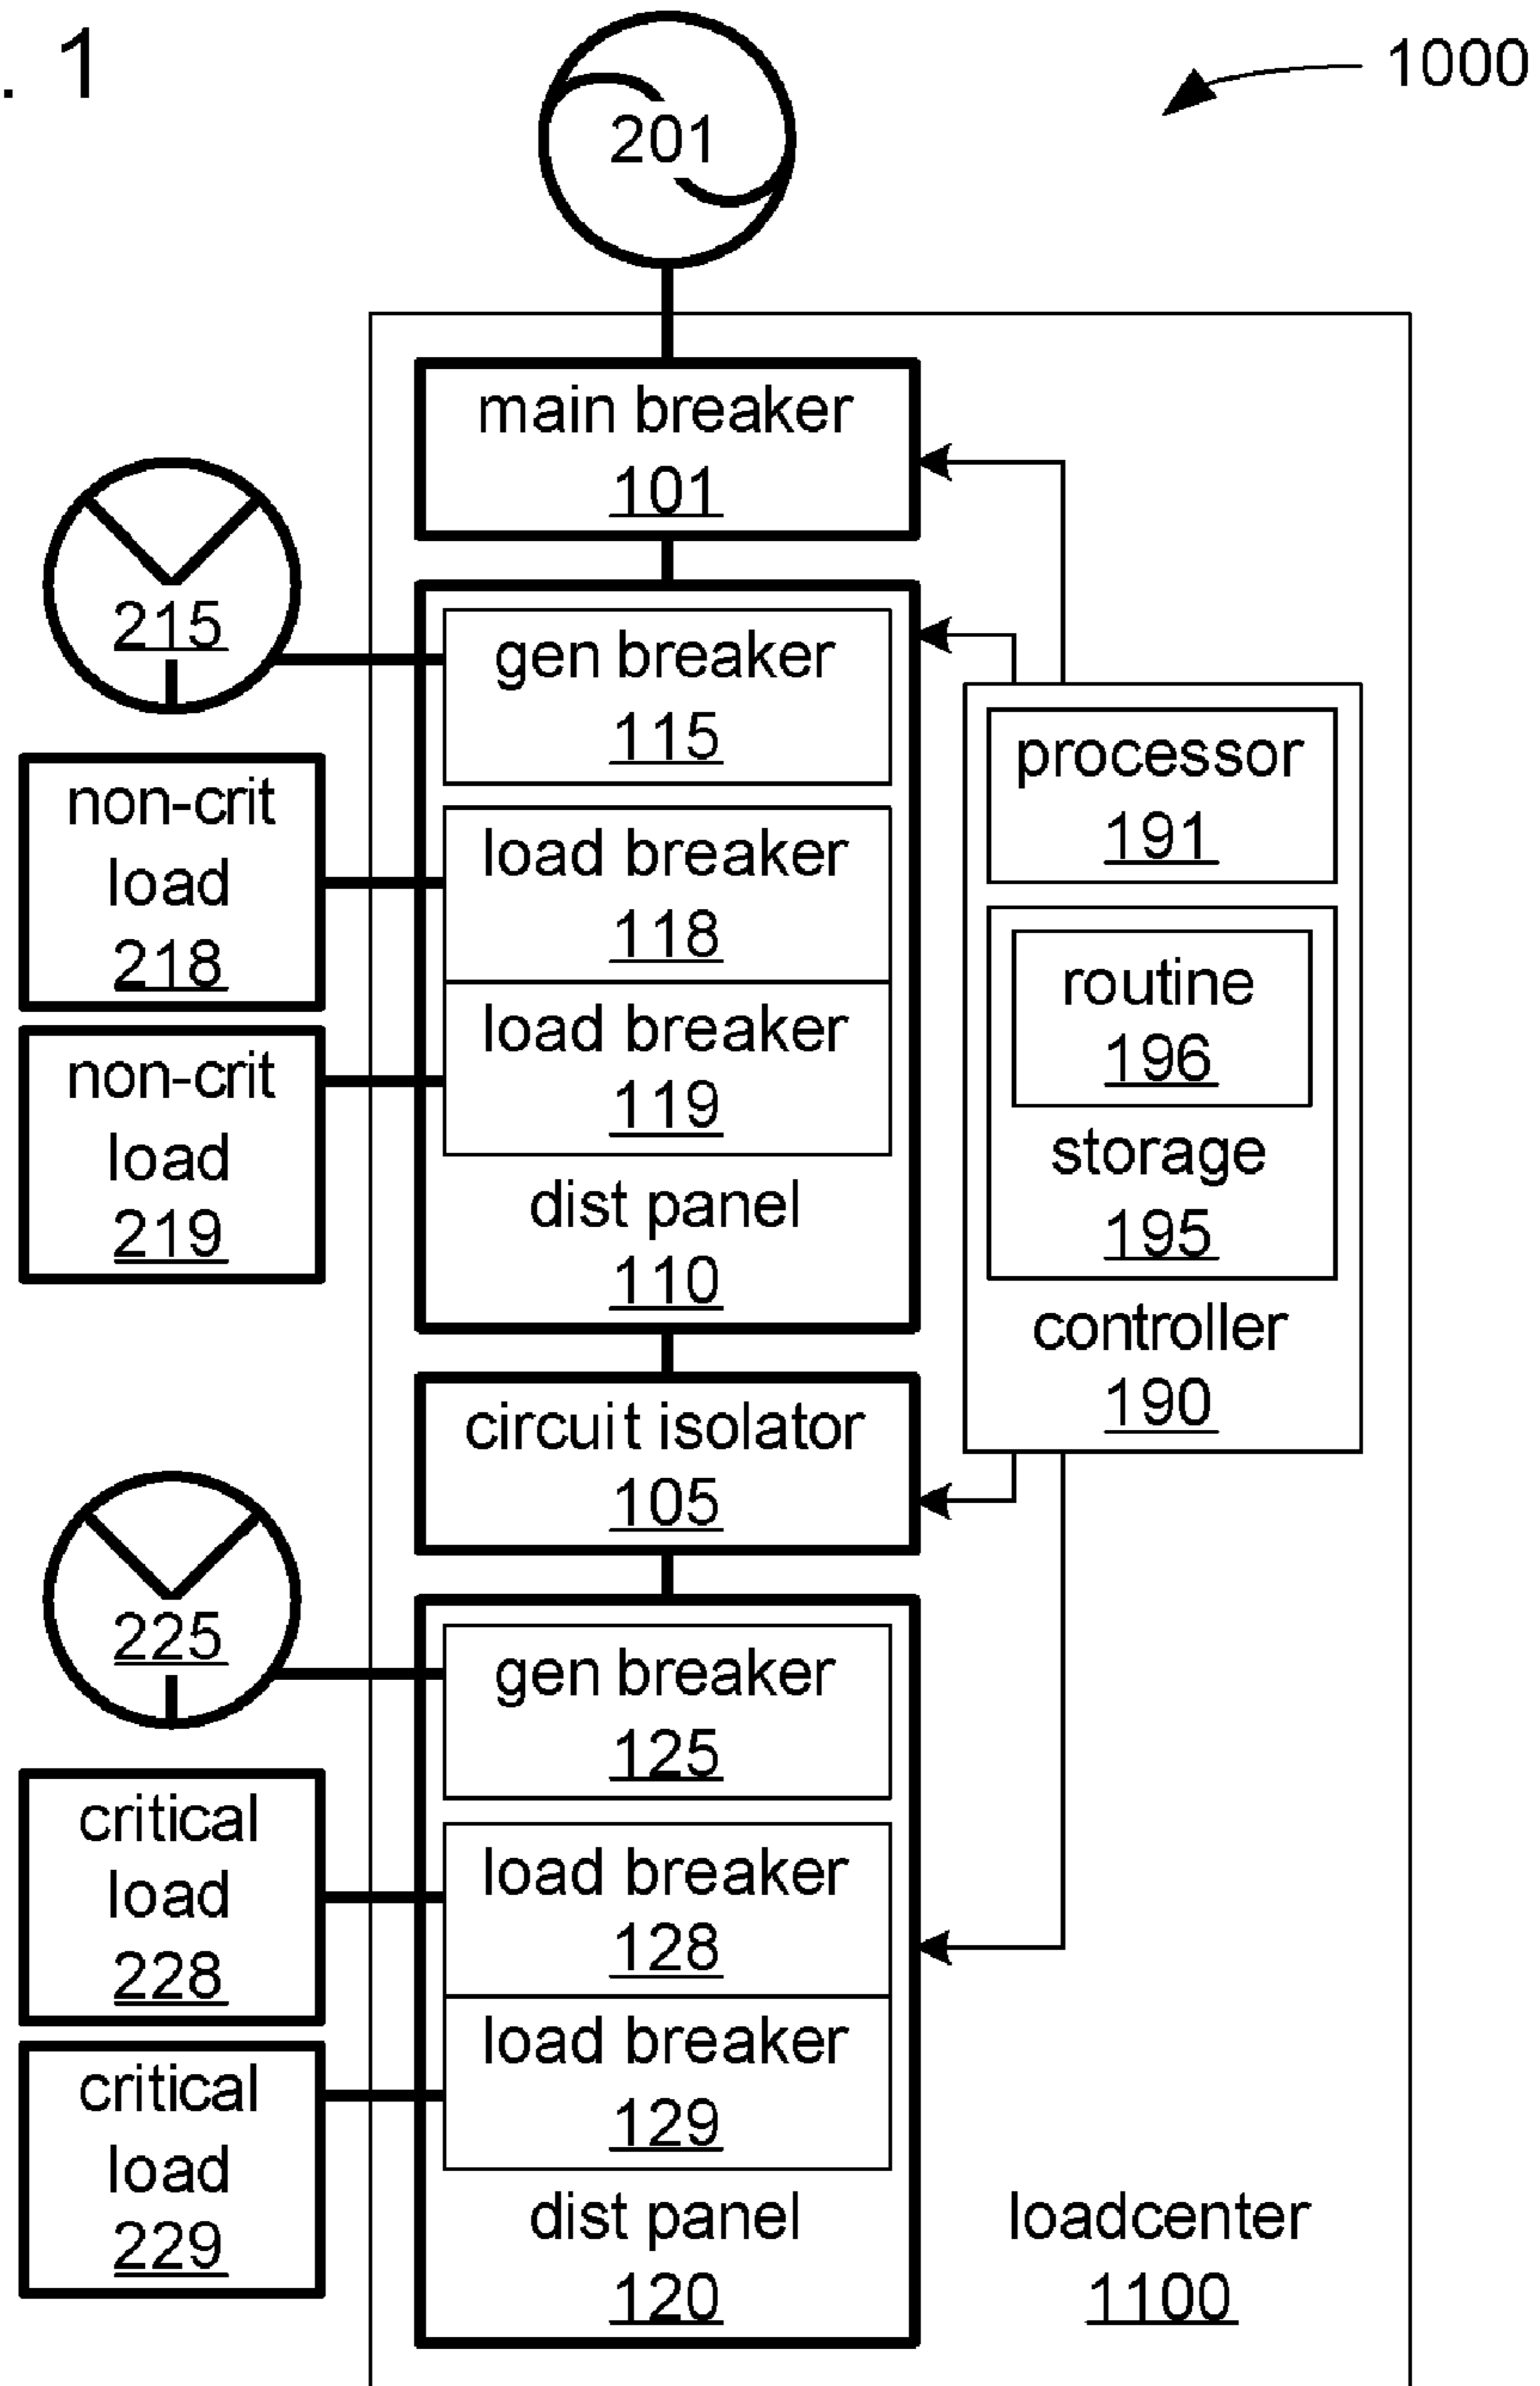 . 1
1000
201
main breaker
101
215
gen breaker
115
non-crit
load
218
load breaker
118
non-crit
load
219
load breaker
119
dist panel
110
processor
191
routine
196
storage
195
controller
190
circuit isolator
105
225
gen breaker
125
critical
load
228
load breaker
128
critical
load
229
load breaker
129
dist panel
120
loadcenter
1100